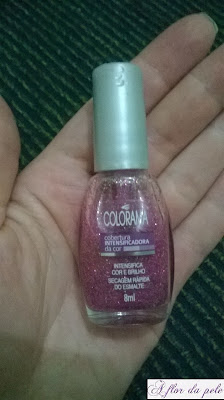 COLORAMA
cobertura
INTENSIFICADORA
da cor
INTENSIFICA
COR E BRILHO
SECAGEM RÁPIDA
DO ESMALTE
8ml
À flor da pele